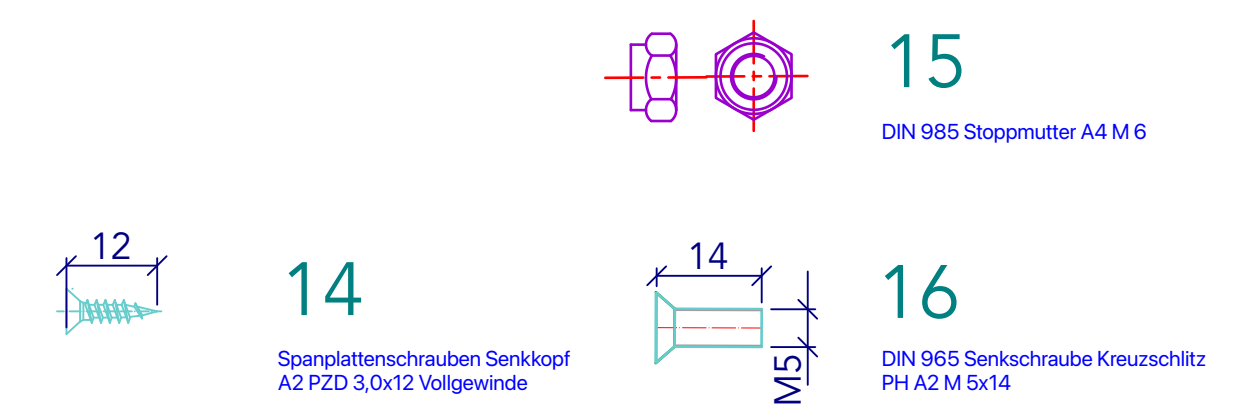 15
DIN 985 Stoppmutter A4 M 6
12
14
Spanplattenschrauben Senkkopf
A2 PZD 3,0x12 Vollgewinde
14
M5
16
DIN 965 Senkschraube Kreuzschlitz
PH A2 M 5x14